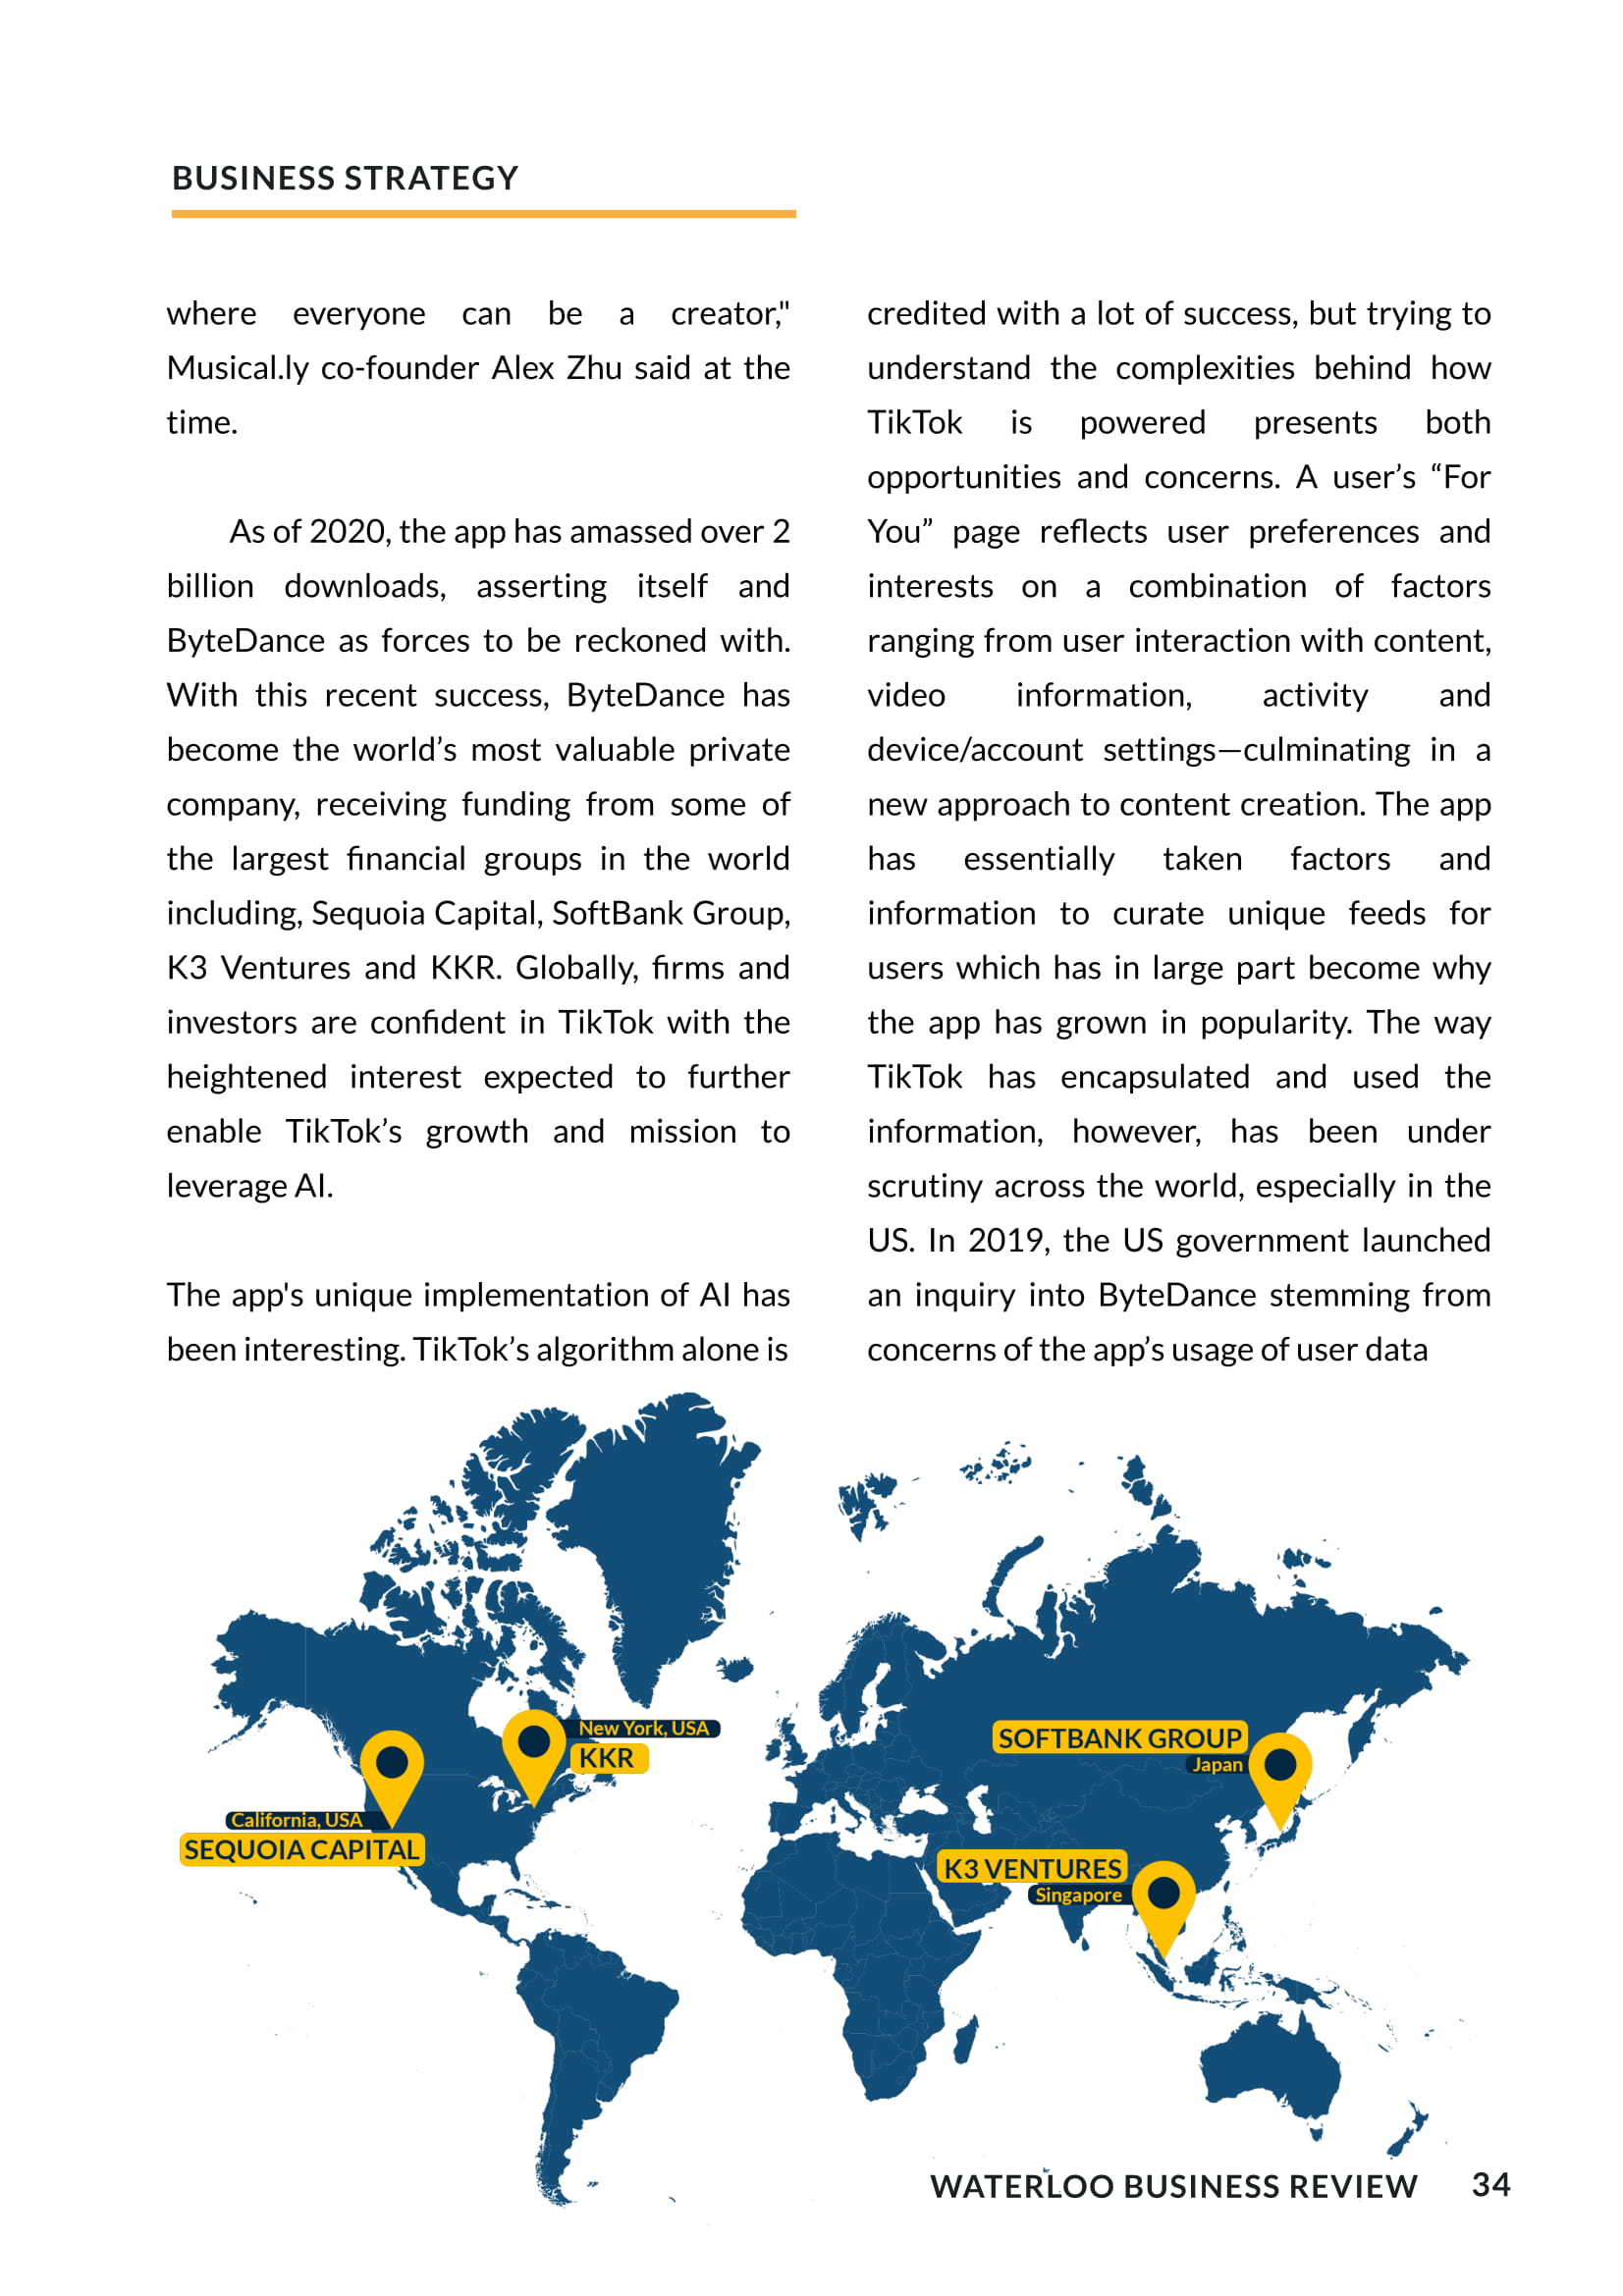 BUSINESS STRATEGY
where everyone can be a creator,"
Musical.ly co-founder Alex Zhu said at the
time.
As of 2020, the app has amassed over 2
billion downloads, asserting itself and
ByteDance as forces to be reckoned with.
With this recent success, ByteDance has
become the world’s most valuable private
company, receiving funding from some of
the largest financial groups in the world
including, Sequoia Capital, SoftBank Group,
K3 Ventures and KKR. Globally, firms and
investors are confident in TikTok with the
heightened interest expected to further
enable TikTok’s growth and mission to
leverage AI.
The app's unique implementation of AI has
been interesting. TikTok’s algorithm alone is
credited with a lot of success, but trying to
understand the complexities behind how
TikTok is powered presents both
opportunities and concerns. A user’s “For
You” page reflects user preferences and
interests on a combination of factors
ranging from user interaction with content,
video information, activity and
device/account settings—culminating in a
new approach to content creation. The app
has essentially taken factors and
information to curate unique feeds for
users which has in large part become why
the app has grown in popularity. The way
TikTok has encapsulated and used the
information, however, has been under
scrutiny across the world, especially in the
US. In 2019, the US government launched
an inquiry into ByteDance stemming from
concerns of the app’s usage of user data
New York, USA
KKR
California, USA
SEQUOIA CAPITAL
SOFTBANK GROUP
Japan
K3 VENTURES
Singapore
WATERLOO BUSINESS REVIEW 34